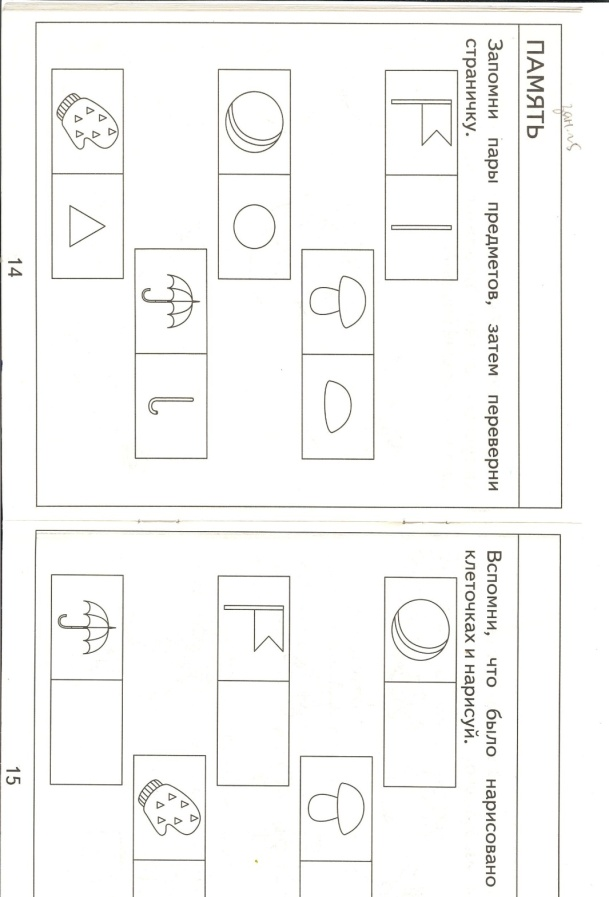 ПАМЯТЬ
Запомни пары предметов, затем переверни
страничку.
14
Вспомни, что было нарисовано
клеточках и нарисуй.
15